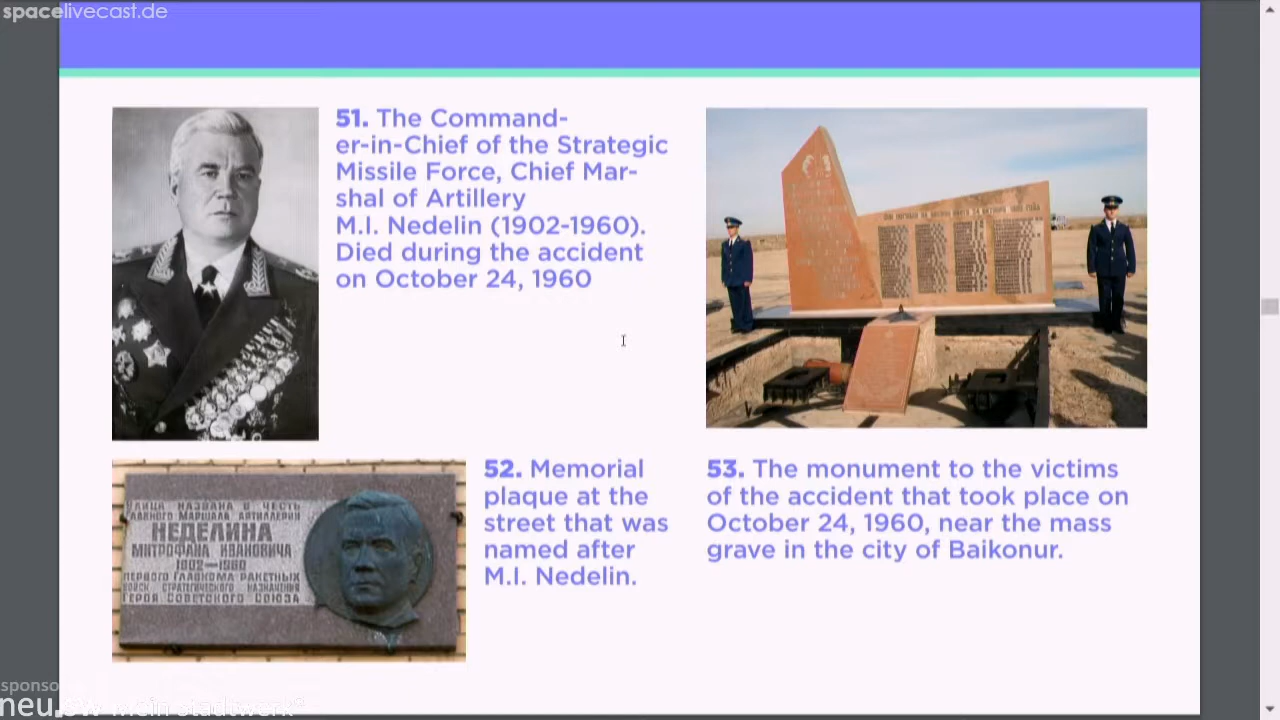 spacelivecast.de
51. The Command-
er-in-Chief of the Strategic
Missile Force, Chief Mar-
shal of Artillery
M.I. Nedelin (1902-1960).
Died during the accident
on October 24, 1960
УЛИЦА НАЗВАНА В ЧЕСТЬ
ГЛАВНОГО МАРШАЛА АРТИЛЛЕРИИ
НЕДЕЛИНА
МИТРОФАНА ИВАНОВИЧА
1902—1960
ПЕРВОГО ГЛАВКОМА РАКЕТНЫХ
ВОЙСК СТРАТЕГИЧЕСКОГО НАЗНАЧЕНИЯ
ГЕРОЯ СОВЕТСКОГО СОЮЗА
52. Memorial
plaque at the
street that was
named after
M.I. Nedelin.
53. The monument to the victims
of the accident that took place on
October 24, 1960, near the mass
grave in the city of Baikonur.
neu.sw Mein stadtwerk